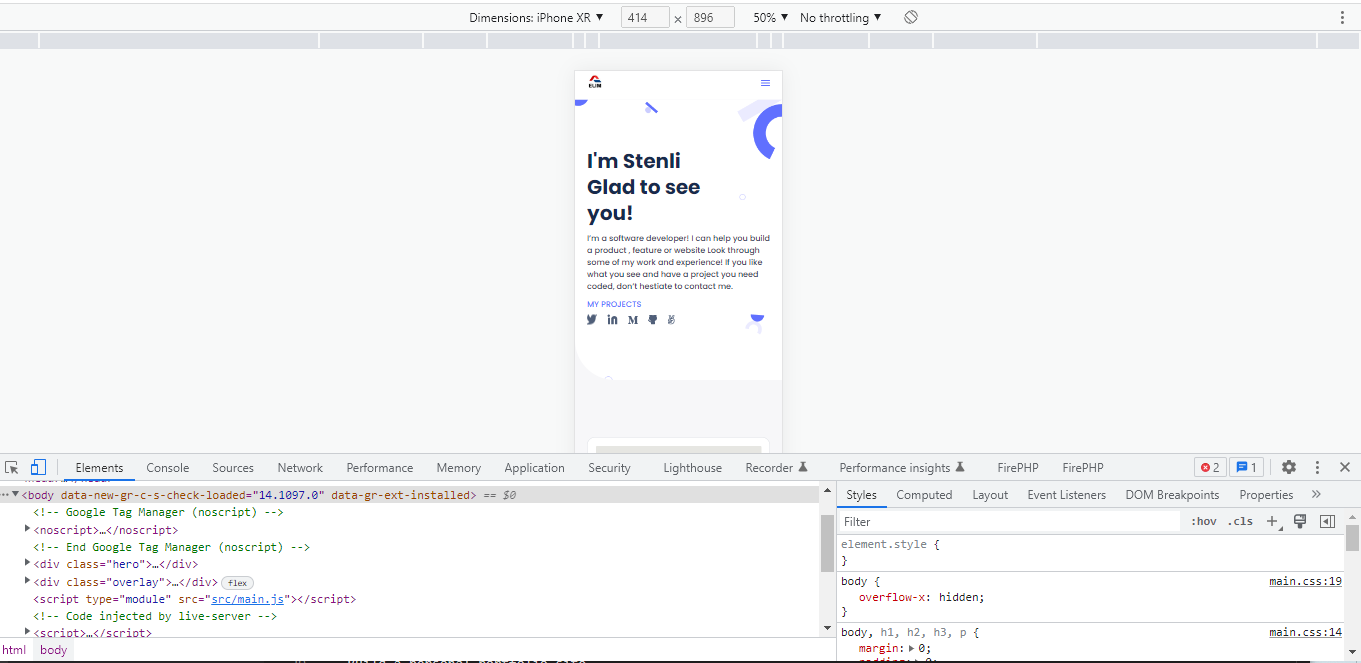 Dimensions: iPhone XR ▼ 414 × 896 50% ▼ No throttling ▼
ELIM
I'm Stenli
Glad to see
you!
I'm a software developer! I can help you build
a product , feature or website Look through
some of my work and experience! If you like
what you see and have a project you need
coded, don't hestiate to contact me.
MY PROJECTS
Elements Console Sources Network Performance Memory Application Security Lighthouse Recorder Performance insights FirePHP FirePHP 2 1
<body data-new-gr-c-s-check-loaded="14.1097.0" data-gr-ext-installed> == $0
<!-- Google Tag Manager (noscript) -->
<noscript>…</noscript>
<!-- End Google Tag Manager (noscript) -->
<div class="hero">…</div>
<div class="overlay">…</div> flex
<script type="module" src="src/main.js"></script>
<!-- Code injected by live-server -->
<script>…</script>
html body
Styles Computed Layout Event Listeners DOM Breakpoints Properties »
Filter :hov .cls +
element.style {
}
body { main.css:19
overflow-x: hidden;
}
body, h1, h2, h3, p { main.css:14
margin: 0;
padding: 0;